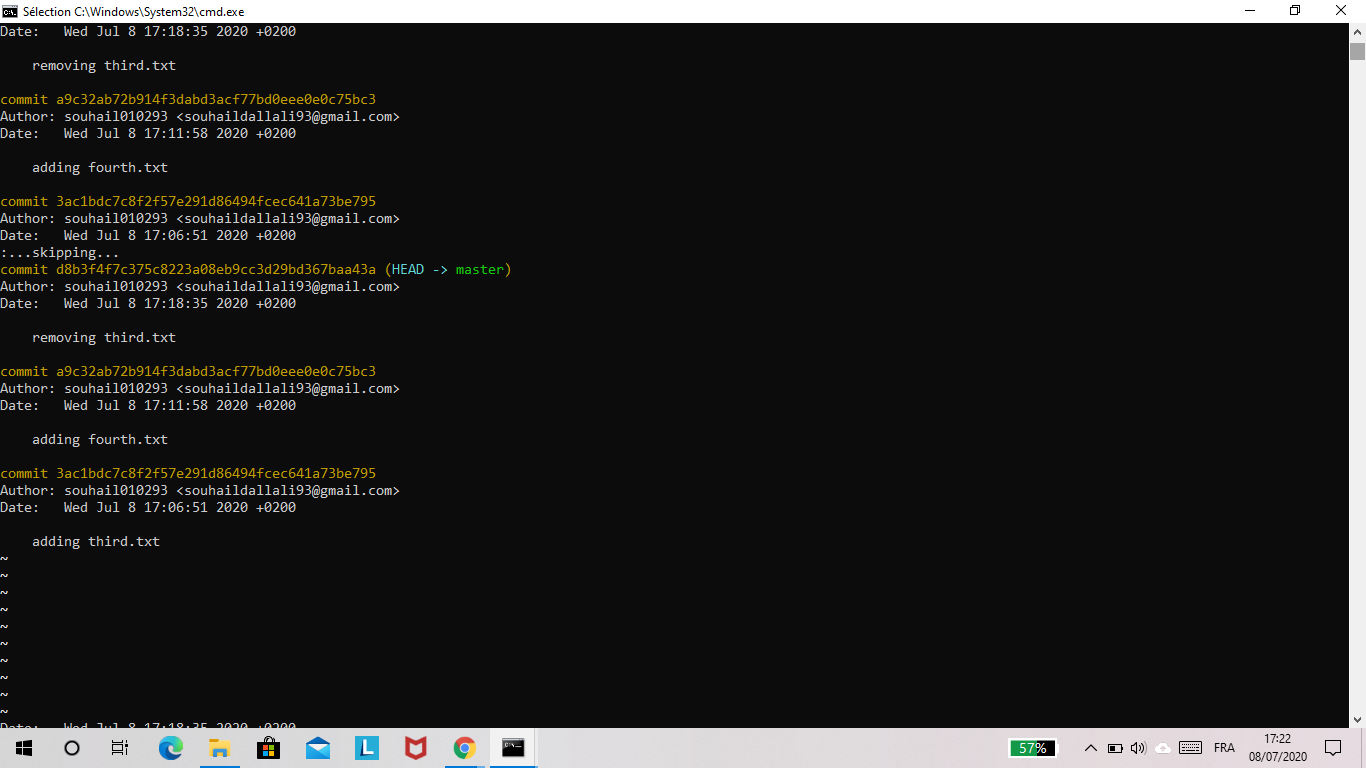 Sélection C:\Windows\System32\cmd.exe
Date:   Wed Jul 8 17:18:35 2020 +0200
    removing third.txt
commit a9c32ab72b914f3dabd3acf77bd0eee0e0c75bc3
Author: souhail010293 <souhaildallali93@gmail.com>
Date:   Wed Jul 8 17:11:58 2020 +0200
    adding fourth.txt
commit 3ac1bdc7c8f2f57e291d86494fcec641a73be795
Author: souhail010293 <souhaildallali93@gmail.com>
Date:   Wed Jul 8 17:06:51 2020 +0200
:...skipping...
commit d8b3f4f7c375c8223a08eb9cc3d29bd367baa43a (HEAD -> master)
Author: souhail010293 <souhaildallali93@gmail.com>
Date:   Wed Jul 8 17:18:35 2020 +0200
    removing third.txt
commit a9c32ab72b914f3dabd3acf77bd0eee0e0c75bc3
Author: souhail010293 <souhaildallali93@gmail.com>
Date:   Wed Jul 8 17:11:58 2020 +0200
    adding fourth.txt
commit 3ac1bdc7c8f2f57e291d86494fcec641a73be795
Author: souhail010293 <souhaildallali93@gmail.com>
Date:   Wed Jul 8 17:06:51 2020 +0200
    adding third.txt
~
~
~
~
~
~
~
~
~
~
Date:   Wed Jul 8 17:18:35 2020 +0200
57%
FRA
17:22
08/07/2020